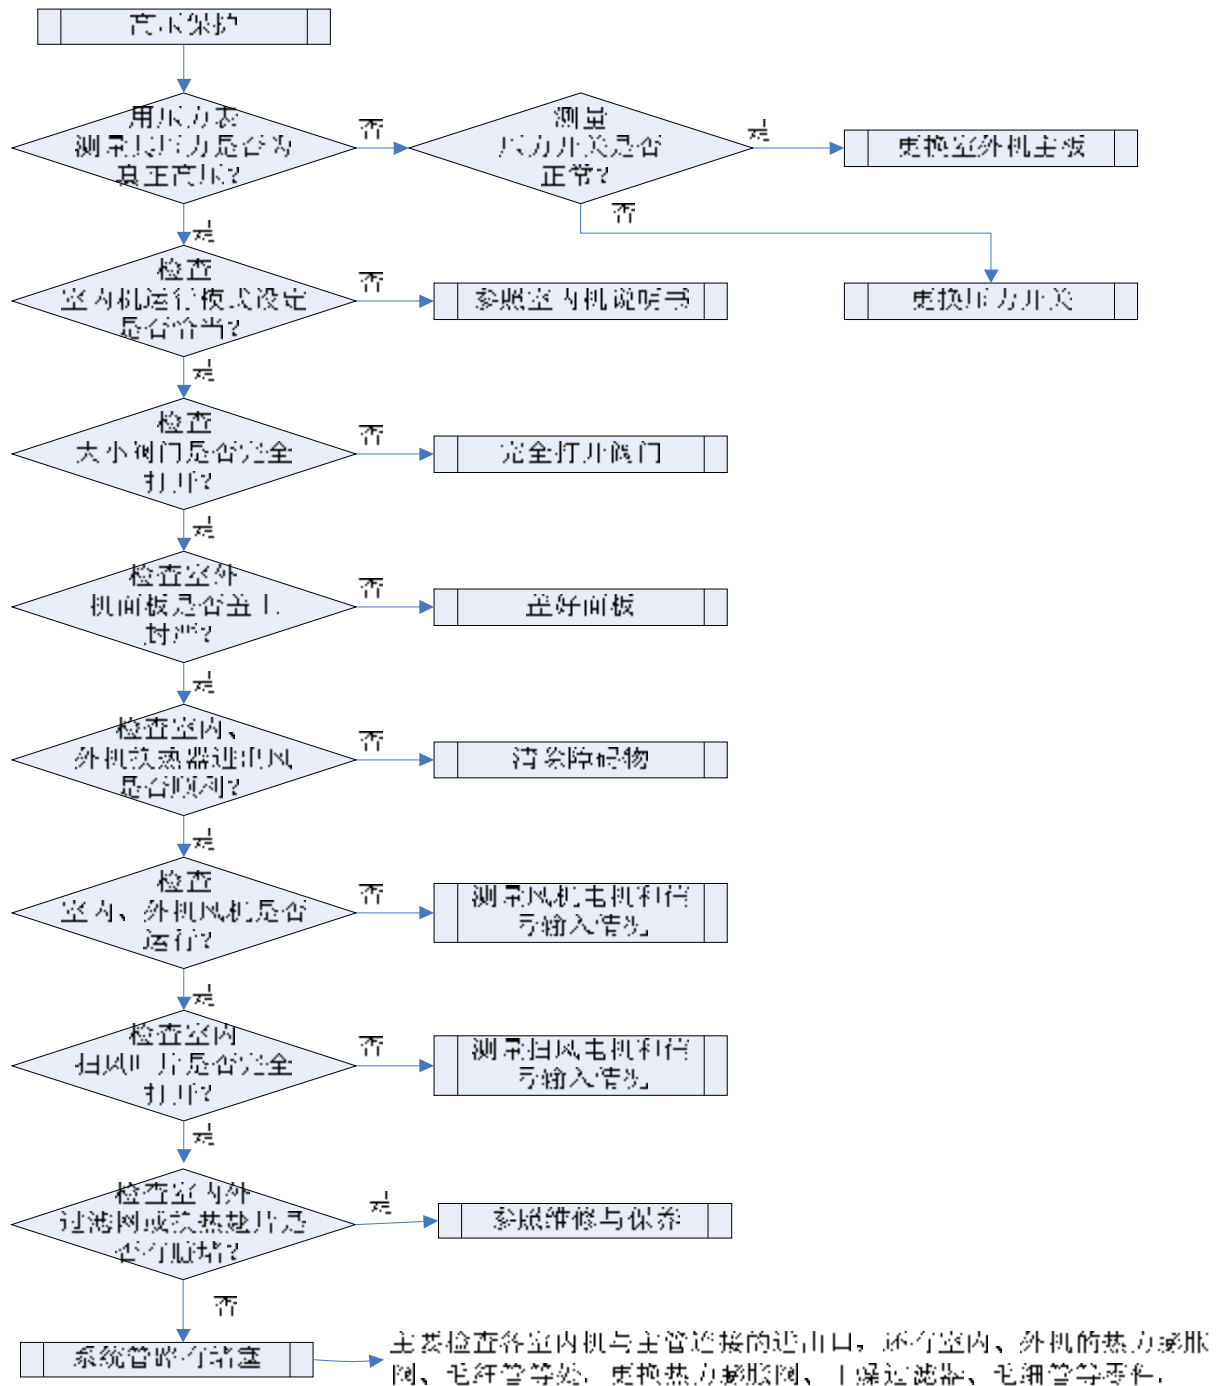 高压保护
用压力表
测量其压力是否为
真正高压?
否
测量
压力开关是否
正常?
是
更换室外机主板
否
更换压力开关
是
检查
室内机运行模式设定
是否恰当?
否
参照室内机说明书
是
检查
大小阀门是否完全
打开?
否
完全打开阀门
是
检查室外
机面板是否盖上
封严?
否
盖好面板
是
检查室内、
外机换热器进出风
是否顺利?
否
清除障碍物
是
检查
室内、外机风机是否
运行?
否
测量风机电机和信
号输入情况
是
检查室内
扫风叶片是否完全
打开?
否
测量扫风电机和信
号输入情况
是
检查室内外
过滤网或换热翅片是
否有脏堵?
是
参照维修与保养
否
系统管路有堵塞
主要检查各室内机与主管连接的进出口，还有室内、外机的热力膨胀
阀、毛细管等处。更换热力膨胀阀、干燥过滤器、毛细管等零件.